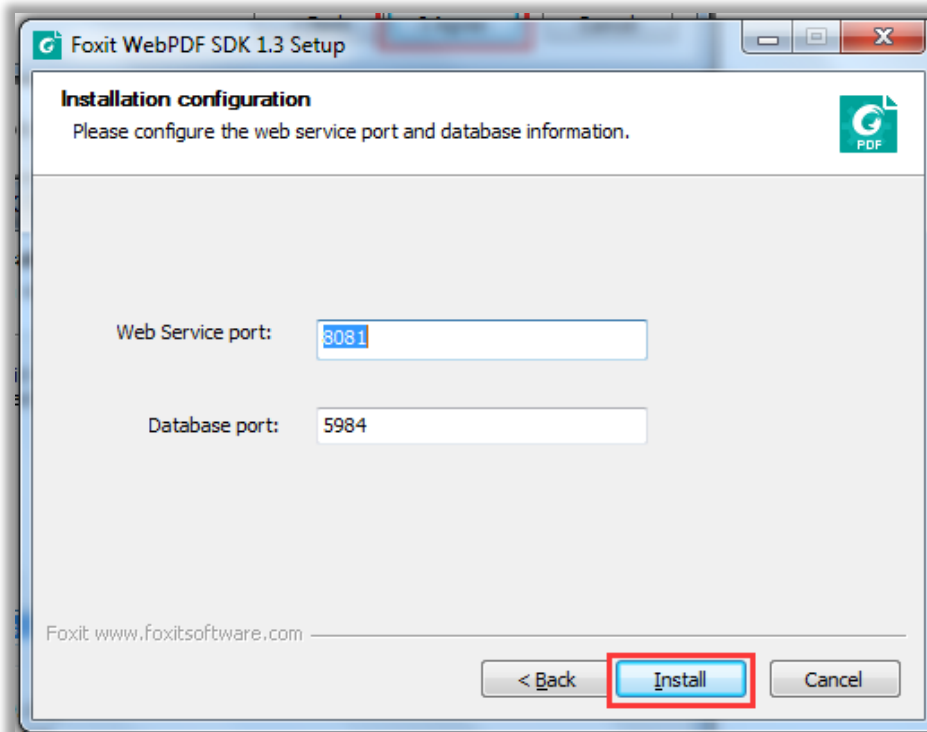 Foxit WebPDF SDK 1.3 Setup
Installation configuration
Please configure the web service port and database information.
PDF
Web Service port: 8081
Database port: 5984
Foxit www.foxitsoftware.com
< Back Install Cancel